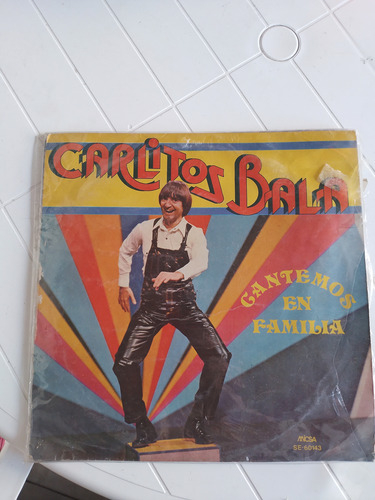 CARLITOS BALA
CANTEMOS
EN
FAMILIA
MICSA
SE-60143